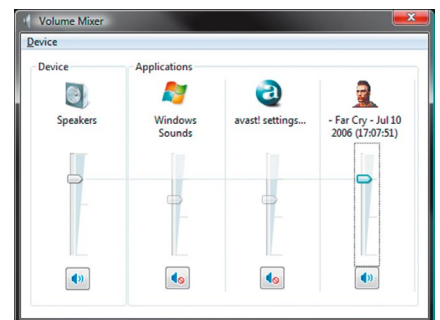 Volume Mixer
Device
Device
Applications
Speakers
Windows
Sounds
avast! settings...
- Far Cry - Jul 10
2006 (17:07:51)